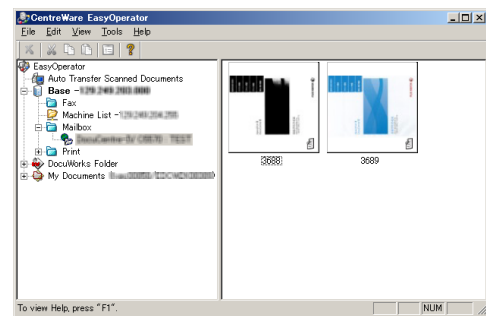 CentreWare EasyOperator
File Edit View Tools Help
EasyOperator
Auto Transfer Scanned Documents
Base -
Fax
Machine List -
Mailbox
Print
DocuWorks Folder
My Documents
3688 3689
To view Help, press "F1". NUM